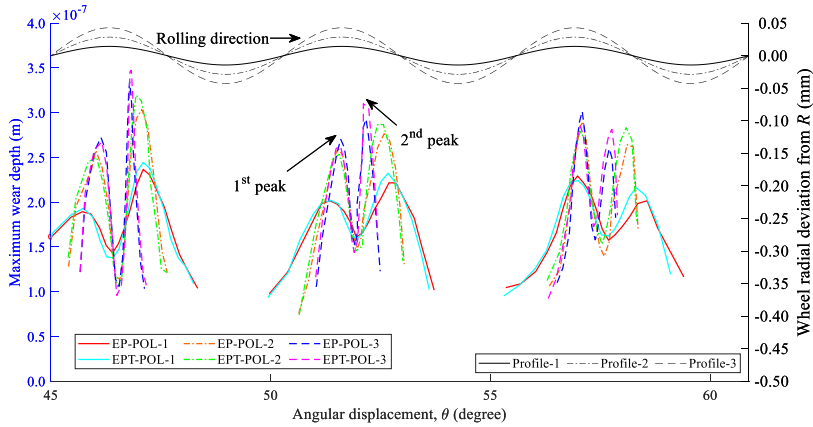 ×10⁻⁷
4.0
3.5
3.0
2.5
2.0
1.5
1.0
0.5
0.0
Maximum wear depth (m)
Rolling direction
1st peak
2nd peak
EP-POL-1 EP-POL-2 EP-POL-3
EPT-POL-1 EPT-POL-2 EPT-POL-3
Profile-1 Profile-2 Profile-3
0.05
0.00
-0.05
-0.10
-0.15
-0.20
-0.25
-0.30
-0.35
-0.40
-0.45
-0.50
Wheel radial deviation from R (mm)
45 50 55 60
Angular displacement, θ (degree)